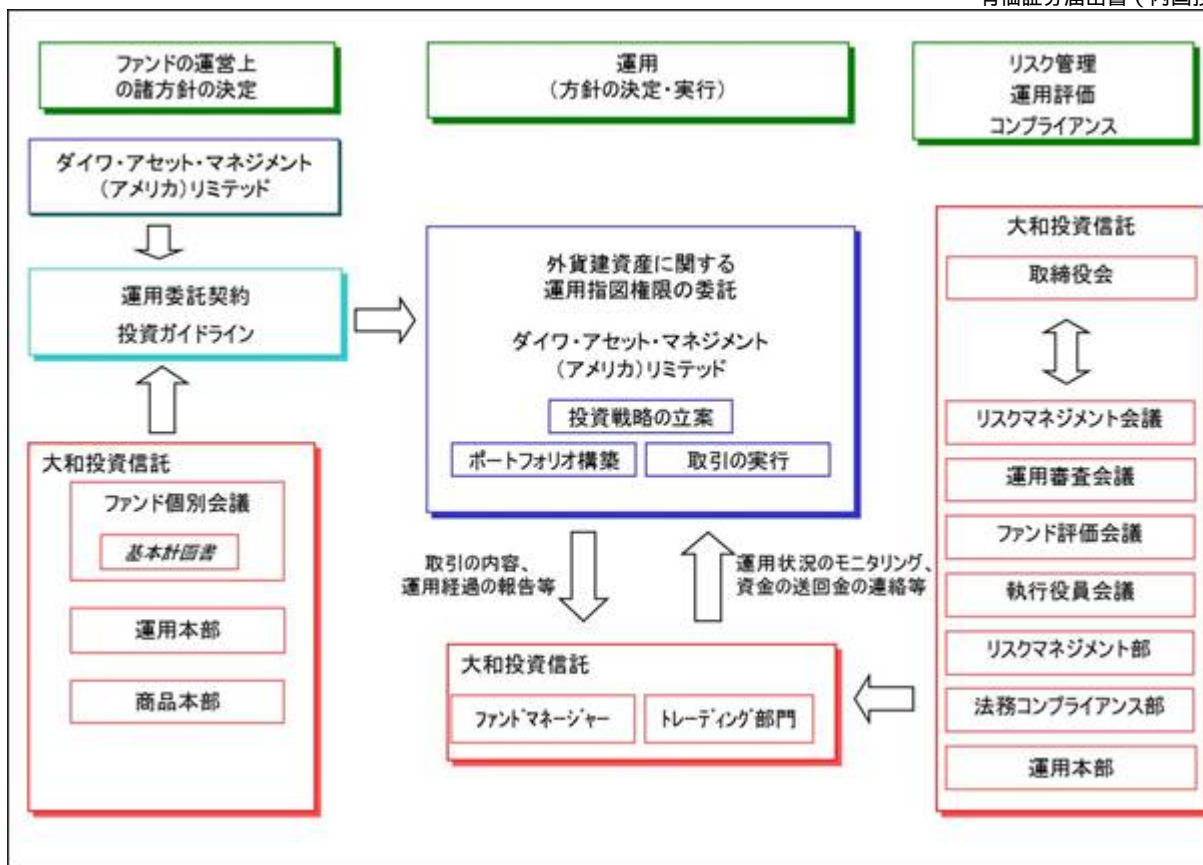 有価証券届出書(内国投
ファンドの運営上
の諸方針の決定
運用
(方針の決定・実行)
リスク管理
運用評価
コンプライアンス
ダイワ・アセット・マネジメント
(アメリカ)リミテッド
運用委託契約
投資ガイドライン
大和投資信託
ファンド個別会議
基本計画書
運用本部
商品本部
外貨建資産に関する
運用指図権限の委託
ダイワ・アセット・マネジメント
(アメリカ)リミテッド
投資戦略の立案
ポートフォリオ構築
取引の実行
取引の内容、
運用経過の報告等
運用状況のモニタリング、
資金の送回金の連絡等
大和投資信託
ファンドマネージャー
トレーディング部門
大和投資信託
取締役会
リスクマネジメント会議
運用審査会議
ファンド評価会議
執行役員会議
リスクマネジメント部
法務コンプライアンス部
運用本部